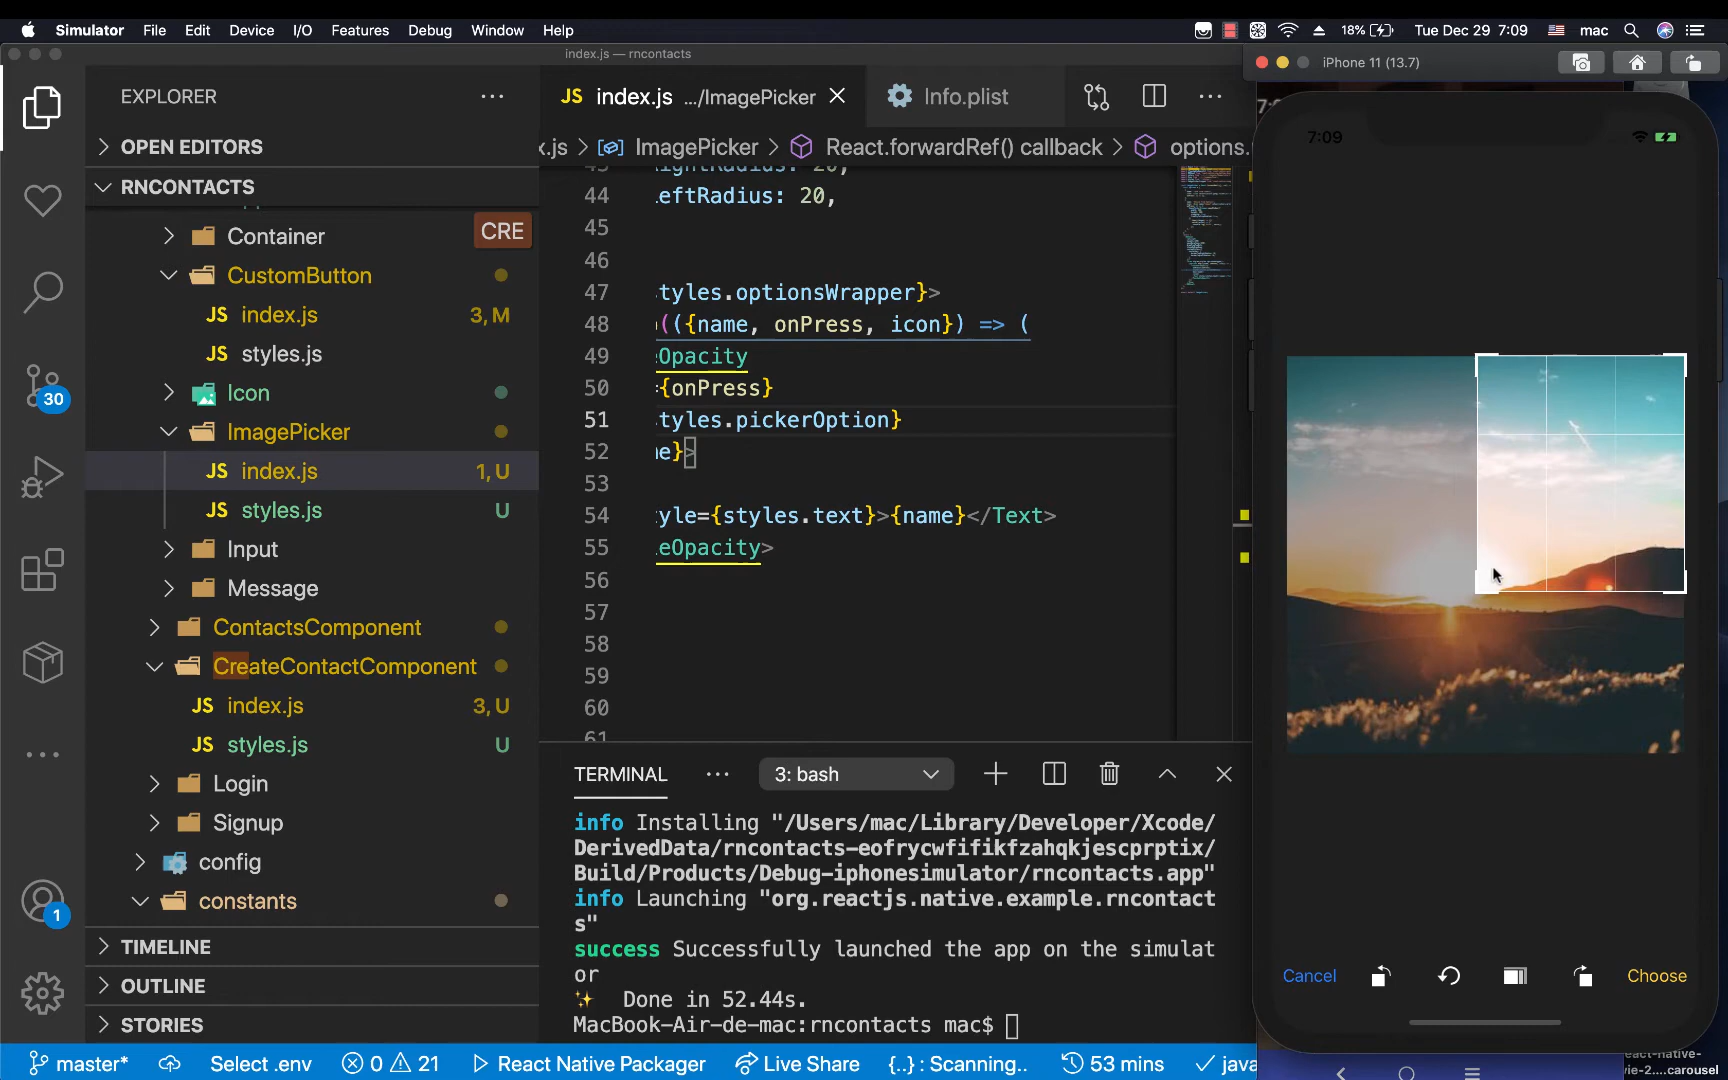 Simulator File Edit Device I/O Features Debug Window Help 18% Tue Dec 29 7:09 mac
index.js — rncontacts
iPhone 11 (13.7)
EXPLORER
JS index.js .../ImagePicker Info.plist
OPEN EDITORS
x.js > ImagePicker > React.forwardRef() callback > options.
RNCONTACTS
7:09
Container
CRE
CustomButton
JS index.js 3, M
JS styles.js
Icon
ImagePicker
JS index.js 1, U
JS styles.js U
Input
Message
ContactsComponent
CreateContactComponent
JS index.js 3, U
JS styles.js U
Login
Signup
config
constants
TIMELINE
OUTLINE
STORIES
30
1
44 eftRadius: 20,
45
46
47 tyles.optionsWrapper}>
48 (({name, onPress, icon}) => (
49 eOpacity
50 ={onPress}
51 tyles.pickerOption}
52 e}>
53
54 yle={styles.text}>{name}</Text>
55 eOpacity>
56
57
58
59
60
61
TERMINAL 3: bash
info Installing "/Users/mac/Library/Developer/Xcode/
DerivedData/rncontacts-eofrycwfifikfzahqkjescprptix/
Build/Products/Debug-iphonesimulator/rncontacts.app"
info Launching "org.reactjs.native.example.rncontact
s"
success Successfully launched the app on the simulat
or
✨ Done in 52.44s.
MacBook-Air-de-mac:rncontacts mac$
Cancel Choose
master* Select .env 0 21 React Native Packager Live Share {..} : Scanning.. 53 mins java